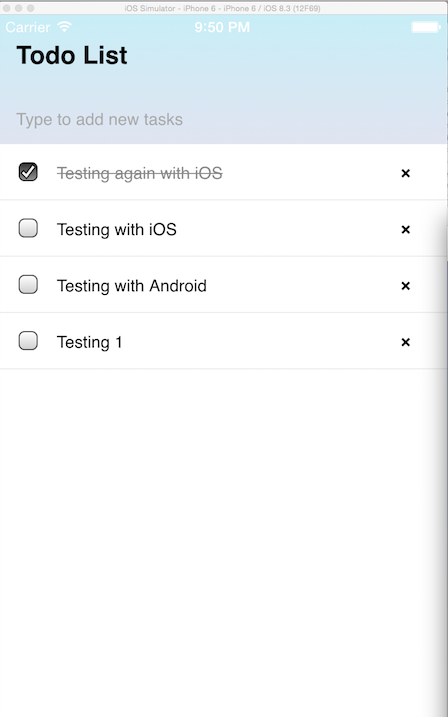 iOS Simulator - iPhone 6 - iPhone 6 / iOS 8.3 (12F69)
Carrier 9:50 PM
Todo List
Type to add new tasks
Testing again with iOS ×
Testing with iOS ×
Testing with Android ×
Testing 1 ×